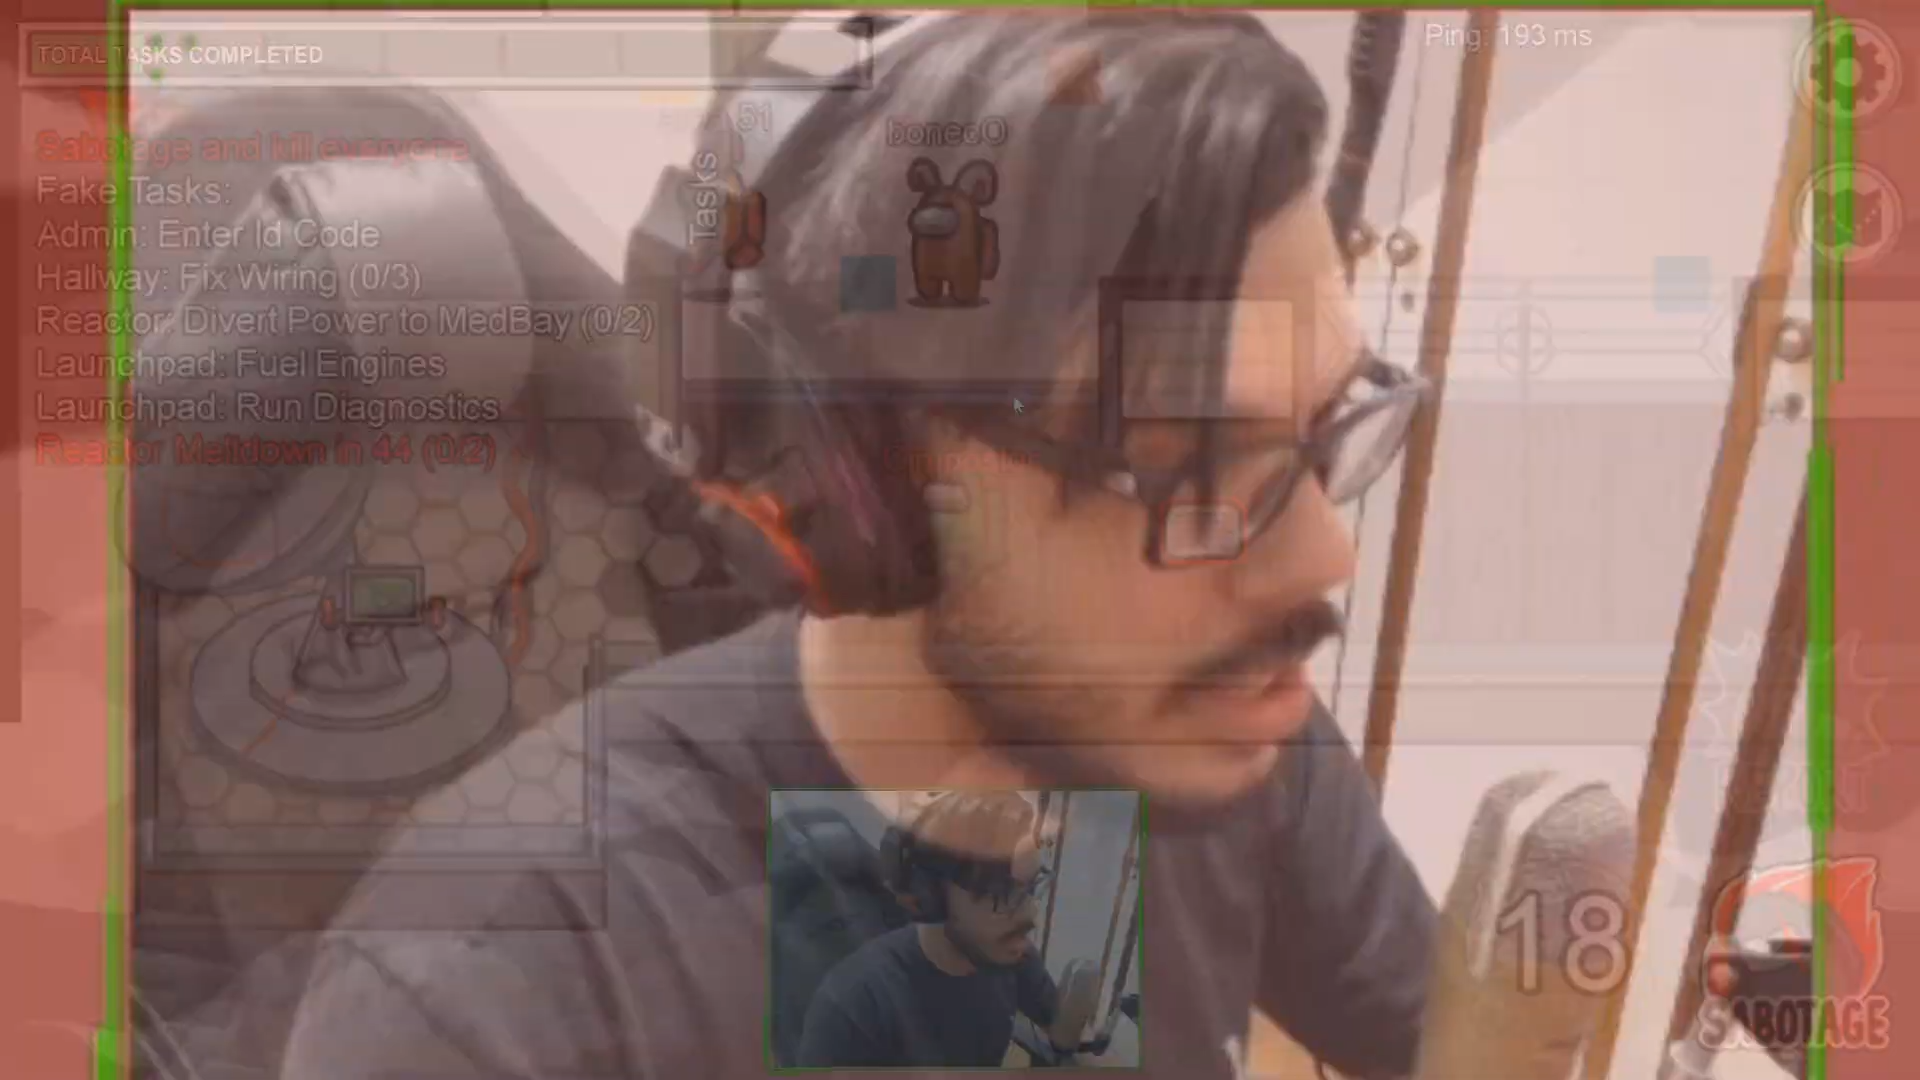 TOTAL TASKS COMPLETED
Ping: 193 ms
51
bonecO
Tasks
Sabotage and kill everyone
Fake Tasks:
Admin: Enter Id Code
Hallway: Fix Wiring (0/3)
Reactor: Divert Power to MedBay (0/2)
Launchpad: Fuel Engines
Launchpad: Run Diagnostics
Reactor Meltdown in 44 (0/2)
REPORT
18
SABOTAGE